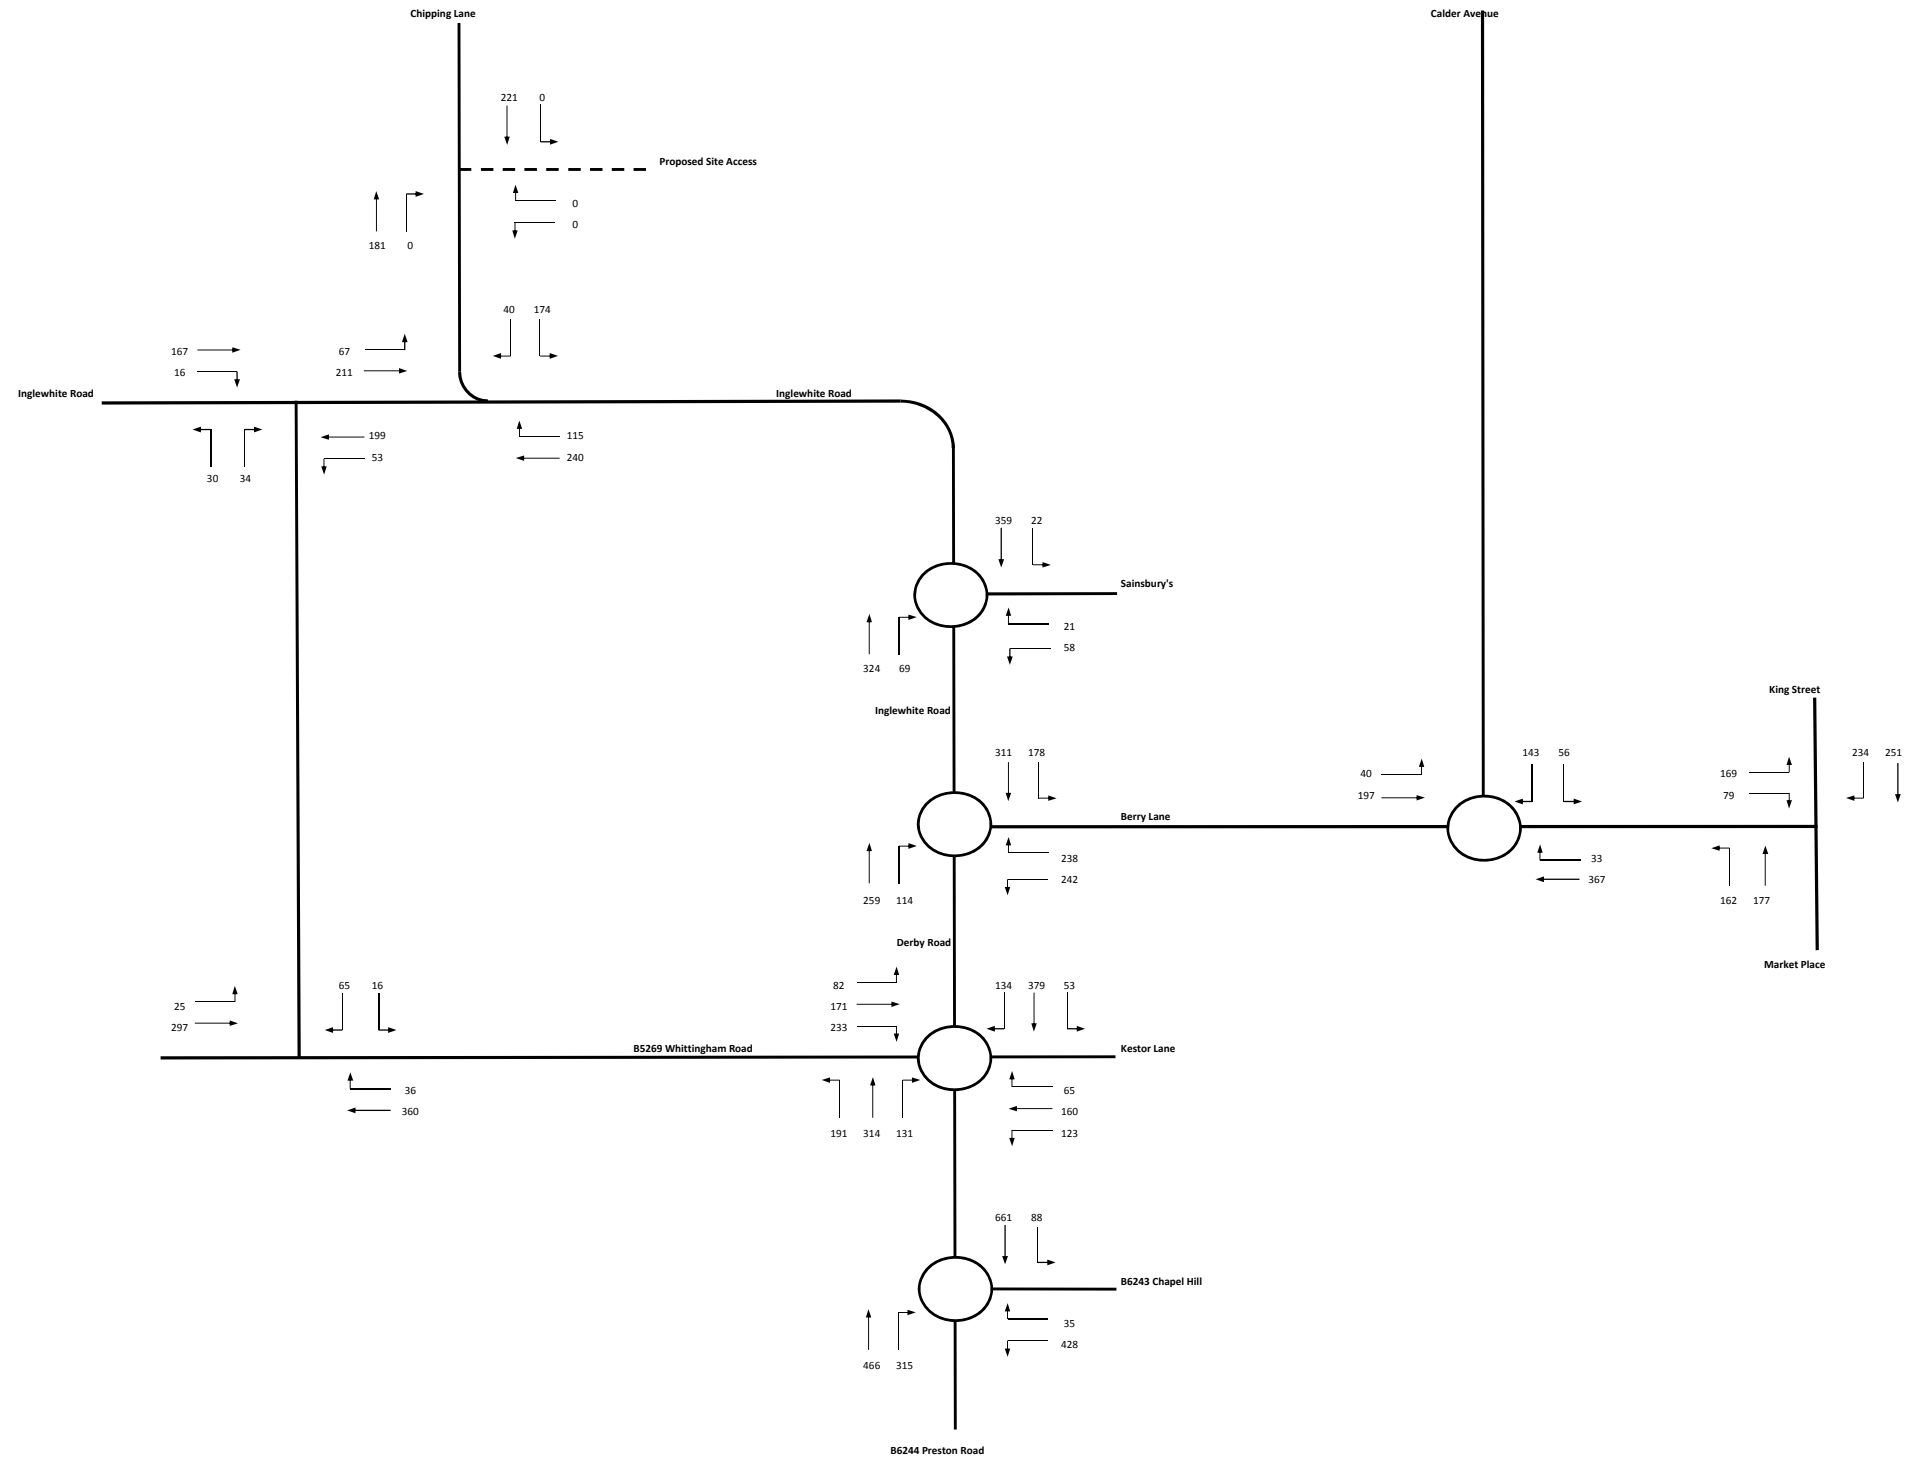 Chipping Lane
Calder Avenue
221 0
Proposed Site Access
0
0
181 0
40 174
167
16
67
211
Inglewhite Road
Inglewhite Road
199
53
115
240
30 34
359 22
Sainsbury's
21
58
324 69
King Street
Inglewhite Road
311 178
143 56
234 251
40
197
169
79
Berry Lane
238
242
33
367
259 114
162 177
Derby Road
Market Place
25
297
65 16
82
171
233
134 379 53
B5269 Whittingham Road
Kestor Lane
36
360
65
160
123
191 314 131
661 88
B6243 Chapel Hill
35
428
466 315
B6244 Preston Road